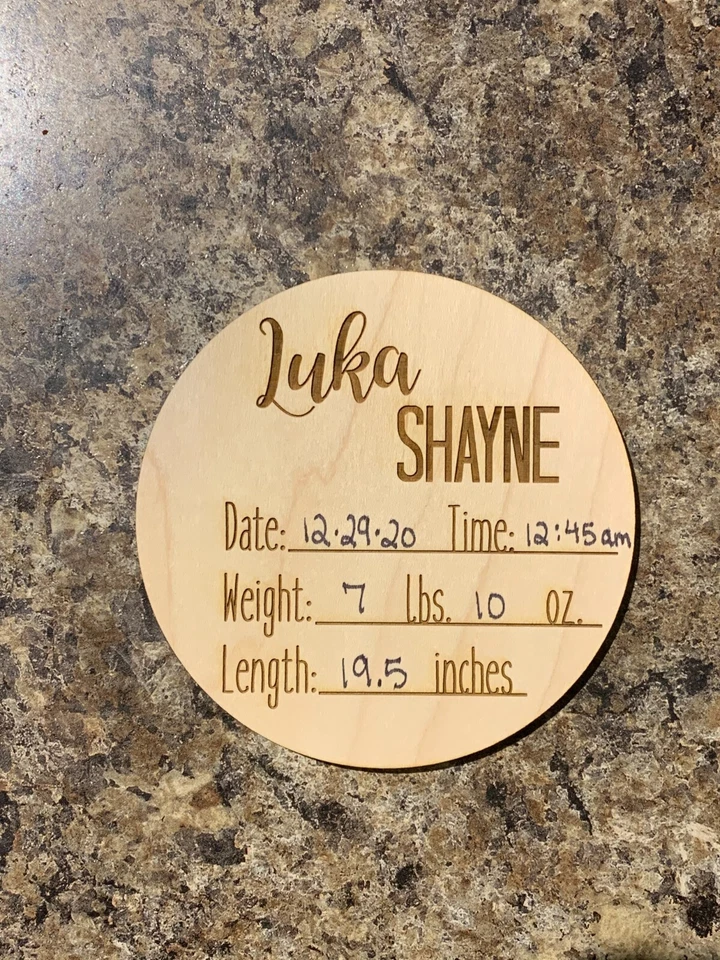 Luka
SHAYNE
Date: 12.29.20 Time: 12:45am
Weight: 7 lbs. 10 oz.
Length: 19.5 inches